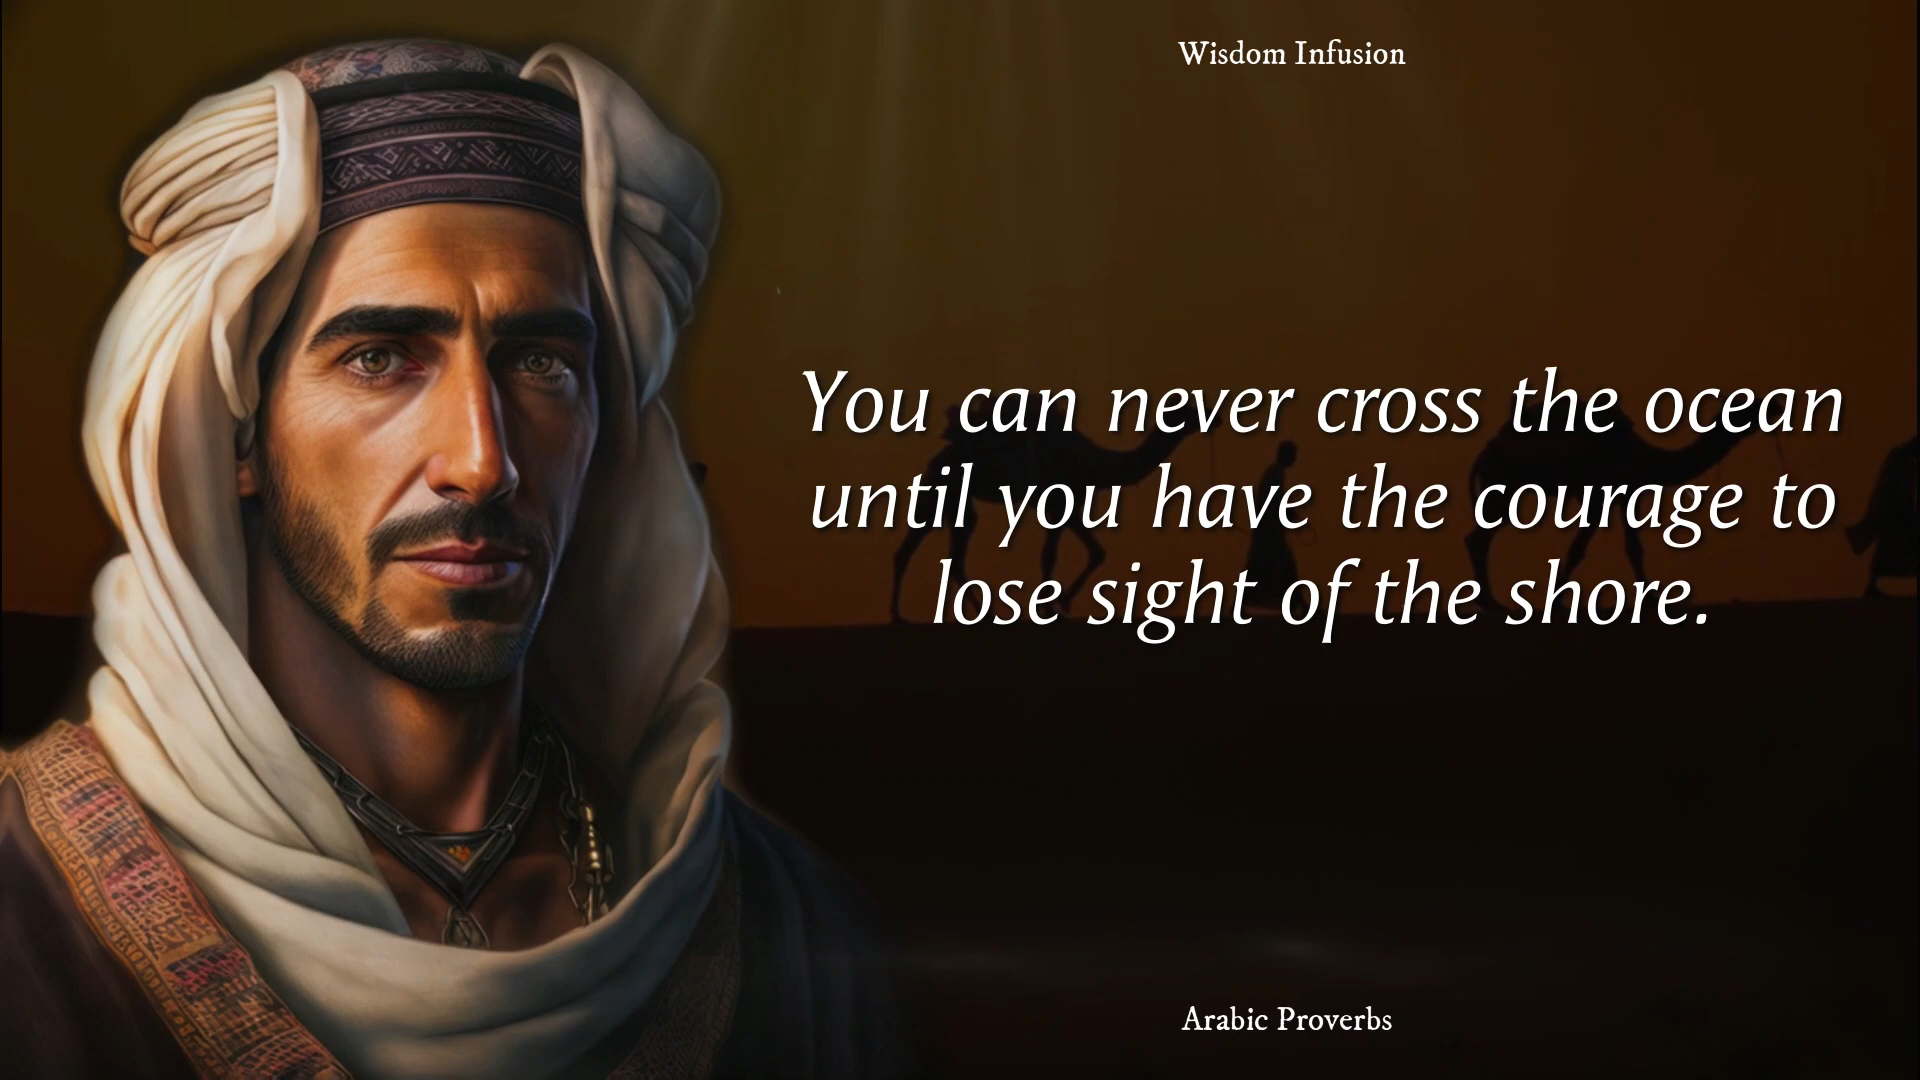 Wisdom Infusion
You can never cross the ocean
until you have the courage to
lose sight of the shore.
Arabic Proverbs